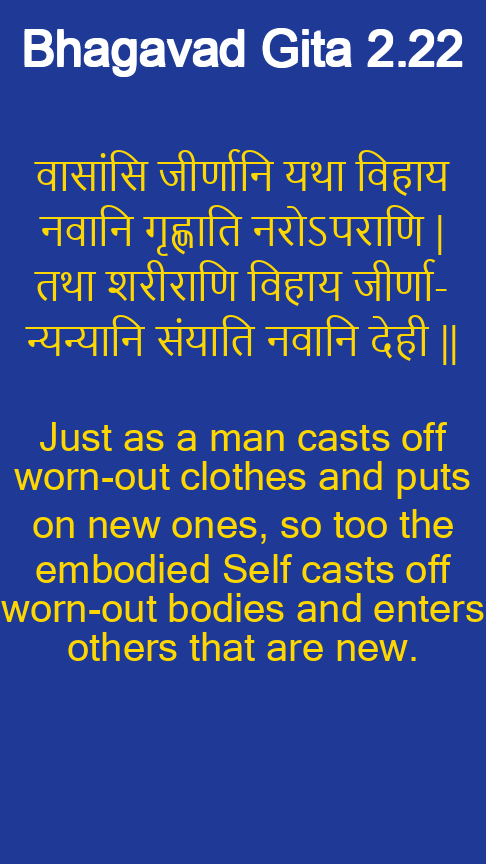 Bhagavad Gita 2.22
वासांसि जीर्णानि यथा विहाय
नवानि गृह्णाति नरोऽपराणि |
तथा शरीराणि विहाय जीर्णा-
न्यन्यानि संयाति नवानि देही ||
Just as a man casts off
worn-out clothes and puts
on new ones, so too the
embodied Self casts off
worn-out bodies and enters
others that are new.